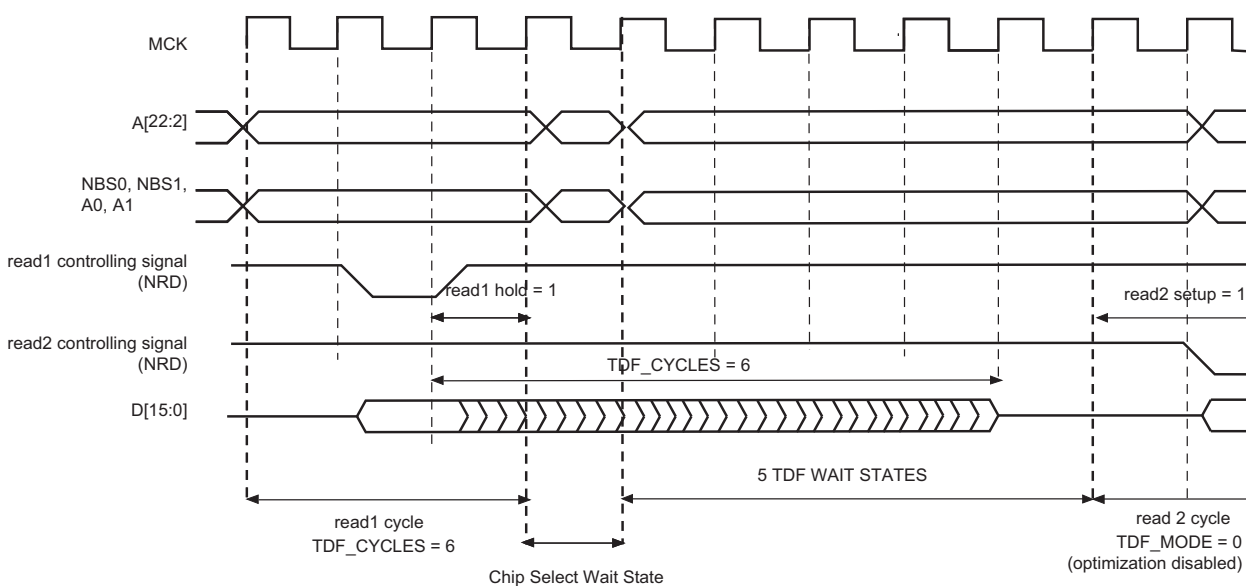 MCK
A[22:2]
NBS0, NBS1,
A0, A1
read1 controlling signal
(NRD)
read1 hold = 1
read2 setup = 1
read2 controlling signal
(NRD)
TDF_CYCLES = 6
D[15:0]
5 TDF WAIT STATES
read1 cycle
TDF_CYCLES = 6
read 2 cycle
TDF_MODE = 0
(optimization disabled)
Chip Select Wait State